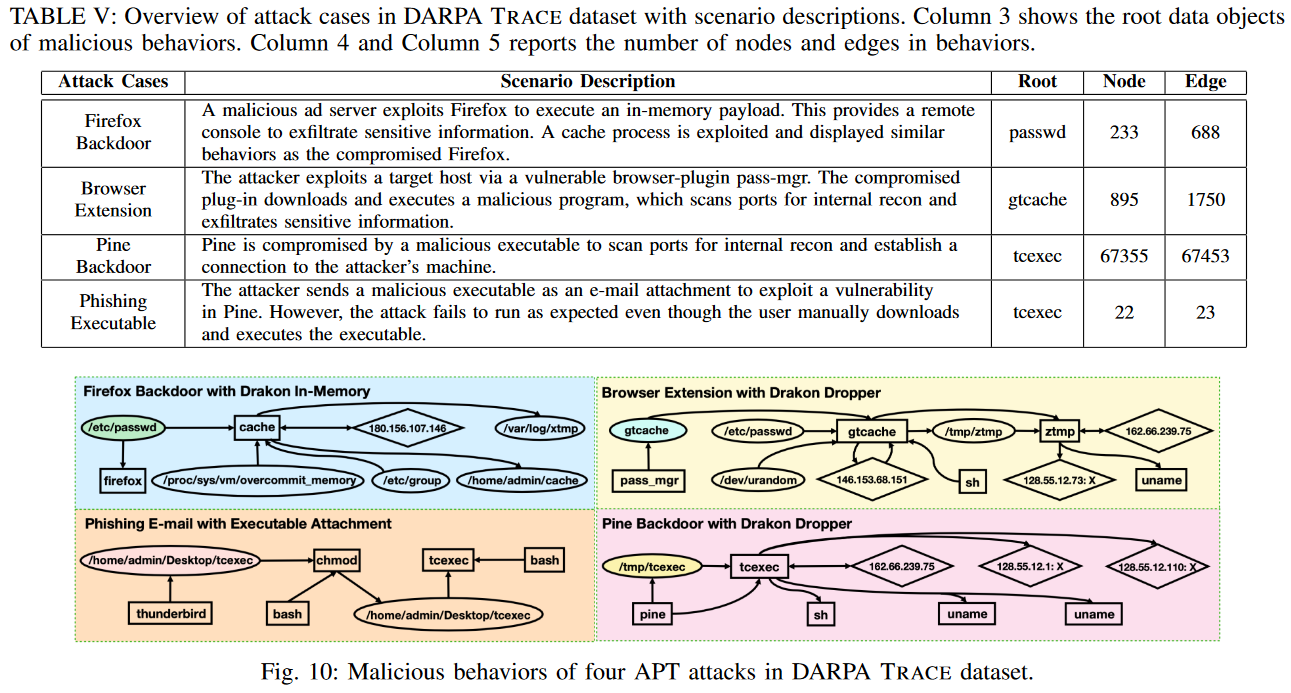 TABLE V: Overview of attack cases in DARPA TRACE dataset with scenario descriptions. Column 3 shows the root data objects
of malicious behaviors. Column 4 and Column 5 reports the number of nodes and edges in behaviors.
Attack Cases Scenario Description Root Node Edge
Firefox
Backdoor
A malicious ad server exploits Firefox to execute an in-memory payload. This provides a remote
console to exfiltrate sensitive information. A cache process is exploited and displayed similar
behaviors as the compromised Firefox.
passwd 233 688
Browser
Extension
The attacker exploits a target host via a vulnerable browser-plugin pass-mgr. The compromised
plug-in downloads and executes a malicious program, which scans ports for internal recon and
exfiltrates sensitive information.
gtcache 895 1750
Pine
Backdoor
Pine is compromised by a malicious executable to scan ports for internal recon and establish a
connection to the attacker's machine.
tcexec 67355 67453
Phishing
Executable
The attacker sends a malicious executable as an e-mail attachment to exploit a vulnerability
in Pine. However, the attack fails to run as expected even though the user manually downloads
and executes the executable.
tcexec 22 23
Firefox Backdoor with Drakon In-Memory
/etc/passwd cache 180.156.107.146 /var/log/xtmp
firefox /proc/sys/vm/overcommit_memory /etc/group /home/admin/cache
Browser Extension with Drakon Dropper
gtcache /etc/passwd gtcache /tmp/ztmp ztmp 162.66.239.75
pass_mgr /dev/urandom 146.153.68.151 sh 128.55.12.73: X uname
Phishing E-mail with Executable Attachment
/home/admin/Desktop/tcexec chmod tcexec bash
thunderbird bash /home/admin/Desktop/tcexec
Pine Backdoor with Drakon Dropper
/tmp/tcexec tcexec 162.66.239.75 128.55.12.1: X 128.55.12.110: X
pine sh uname uname
Fig. 10: Malicious behaviors of four APT attacks in DARPA TRACE dataset.